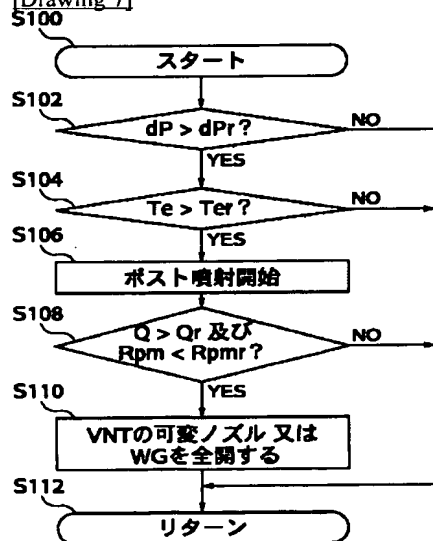 [Drawing 7]
S100
スタート
S102
dP > dPr ?
NO
YES
S104
Te > Ter ?
NO
YES
S106
ポスト噴射開始
S108
Q > Qr 及び
Rpm < Rpmr ?
NO
YES
S110
VNTの可変ノズル 又は
WGを全開する
S112
リターン